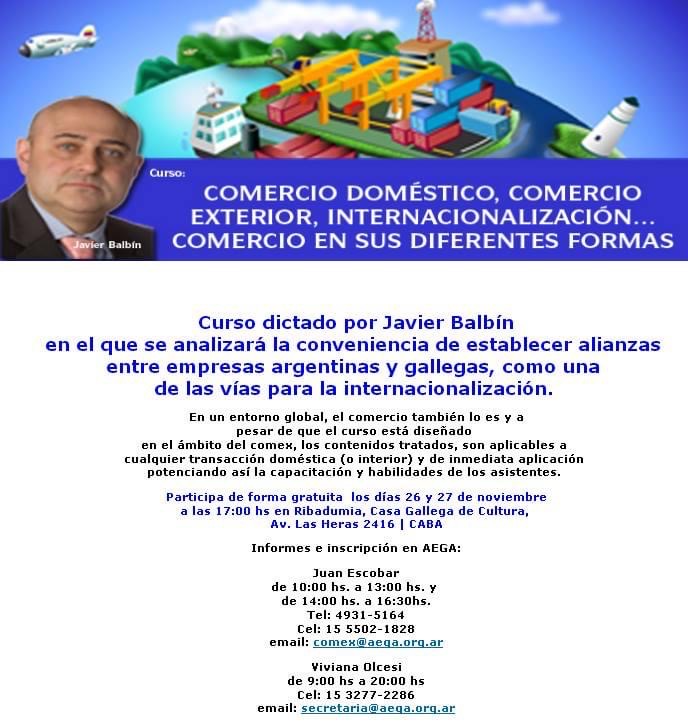 Curso:
COMERCIO DOMÉSTICO, COMERCIO
EXTERIOR, INTERNACIONALIZACIÓN...
COMERCIO EN SUS DIFERENTES FORMAS
Javier Balbín
Curso dictado por Javier Balbín
en el que se analizará la conveniencia de establecer alianzas
entre empresas argentinas y gallegas, como una
de las vías para la internacionalización.
En un entorno global, el comercio también lo es y a
pesar de que el curso está diseñado
en el ámbito del comex, los contenidos tratados, son aplicables a
cualquier transacción doméstica (o interior) y de inmediata aplicación
potenciando así la capacitación y habilidades de los asistentes.
Participa de forma gratuita los días 26 y 27 de noviembre
a las 17:00 hs en Ribadumia, Casa Gallega de Cultura,
Av. Las Heras 2416 | CABA
Informes e inscripción en AEGA:
Juan Escobar
de 10:00 hs. a 13:00 hs. y
de 14:00 hs. a 16:30hs.
Tel: 4931-5164
Cel: 15 5502-1828
email: comex@aega.org.ar
Viviana Olcesi
de 9:00 hs a 20:00 hs
Cel: 15 3277-2286
email: secretaria@aega.org.ar